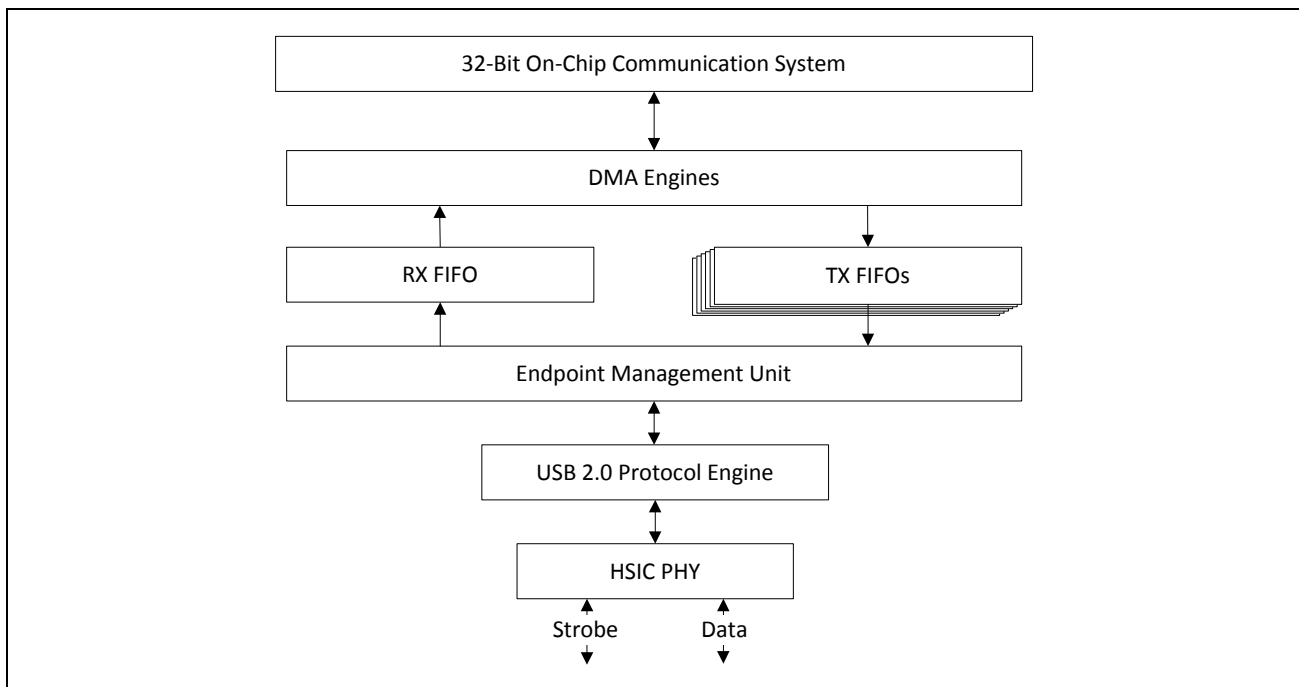 32-Bit On-Chip Communication System
DMA Engines
RX FIFO
TX FIFOs
Endpoint Management Unit
USB 2.0 Protocol Engine
HSIC PHY
Strobe
Data